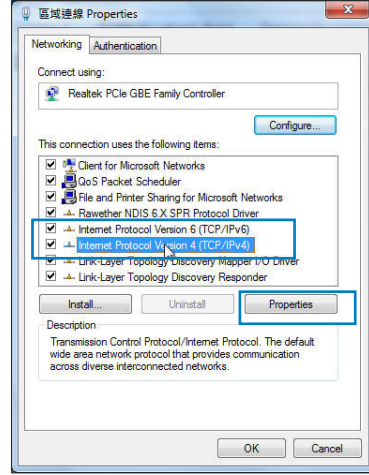 區域連線 Properties
Networking
Authentication
Connect using:
Realtek PCIe GBE Family Controller
Configure...
This connection uses the following items:
Client for Microsoft Networks
QoS Packet Scheduler
File and Printer Sharing for Microsoft Networks
Rawether NDIS 6.X SPR Protocol Driver
Internet Protocol Version 6 (TCP/IPv6)
Internet Protocol Version 4 (TCP/IPv4)
Link-Layer Topology Discovery Mapper I/O Driver
Link-Layer Topology Discovery Responder
Install...
Uninstall
Properties
Description
Transmission Control Protocol/Internet Protocol. The default
wide area network protocol that provides communication
across diverse interconnected networks.
OK
Cancel